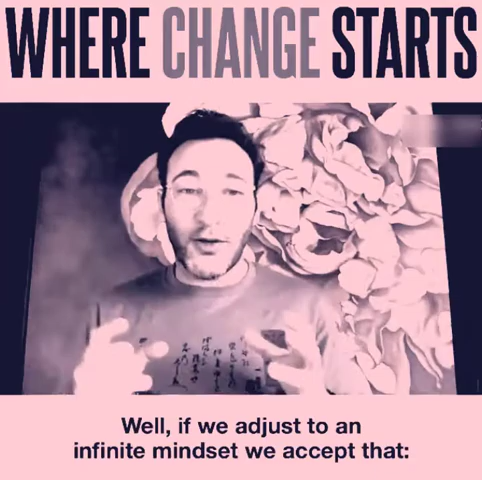 WHERE CHANGE STARTS
Well, if we adjust to an
infinite mindset we accept that: